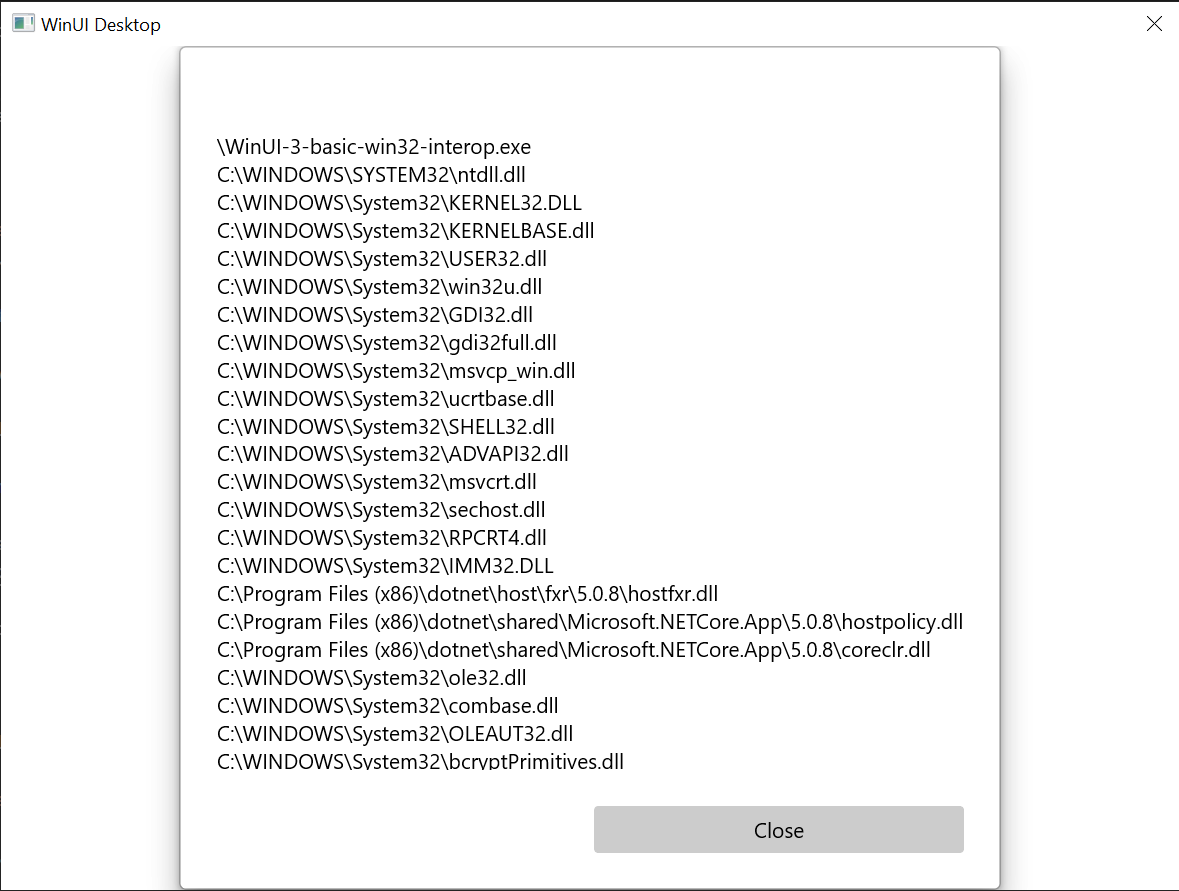 WinUI Desktop
\WinUI-3-basic-win32-interop.exe
C:\WINDOWS\SYSTEM32\ntdll.dll
C:\WINDOWS\System32\KERNEL32.DLL
C:\WINDOWS\System32\KERNELBASE.dll
C:\WINDOWS\System32\USER32.dll
C:\WINDOWS\System32\win32u.dll
C:\WINDOWS\System32\GDI32.dll
C:\WINDOWS\System32\gdi32full.dll
C:\WINDOWS\System32\msvcp_win.dll
C:\WINDOWS\System32\ucrtbase.dll
C:\WINDOWS\System32\SHELL32.dll
C:\WINDOWS\System32\ADVAPI32.dll
C:\WINDOWS\System32\msvcrt.dll
C:\WINDOWS\System32\sechost.dll
C:\WINDOWS\System32\RPCRT4.dll
C:\WINDOWS\System32\IMM32.DLL
C:\Program Files (x86)\dotnet\host\fxr\5.0.8\hostfxr.dll
C:\Program Files (x86)\dotnet\shared\Microsoft.NETCore.App\5.0.8\hostpolicy.dll
C:\Program Files (x86)\dotnet\shared\Microsoft.NETCore.App\5.0.8\coreclr.dll
C:\WINDOWS\System32\ole32.dll
C:\WINDOWS\System32\combase.dll
C:\WINDOWS\System32\OLEAUT32.dll
C:\WINDOWS\System32\bcryptPrimitives.dll
Close